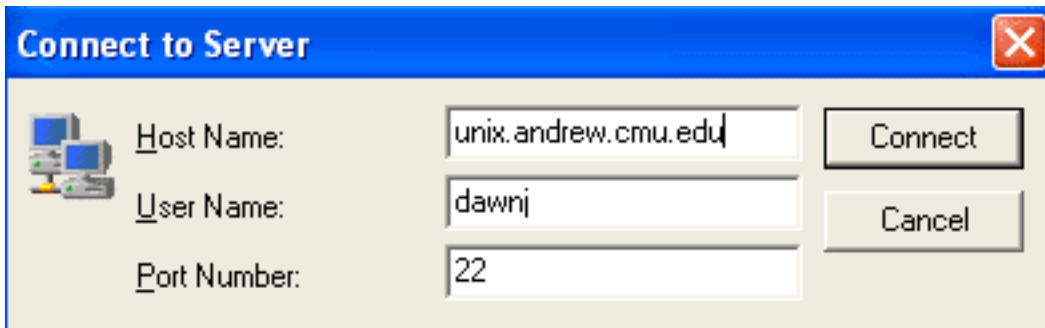 Connect to Server
Host Name: unix.andrew.cmu.edu Connect
User Name: dawnj Cancel
Port Number: 22